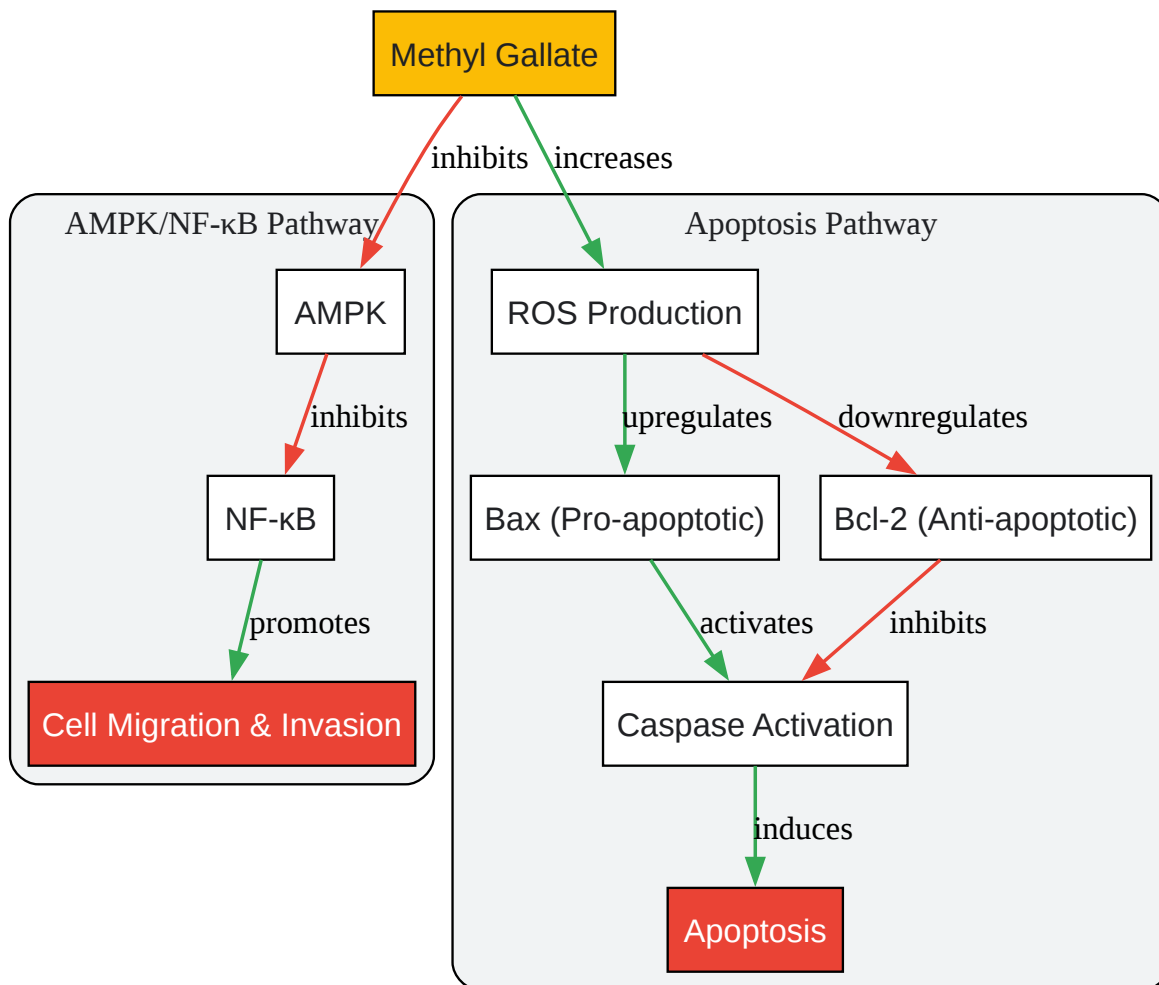 Methyl Gallate
inhibits
increases
AMPK/NF-κB Pathway
Apoptosis Pathway
AMPK
ROS Production
inhibits
upregulates
downregulates
NF-κB
Bax (Pro-apoptotic)
Bcl-2 (Anti-apoptotic)
promotes
activates
inhibits
Cell Migration & Invasion
Caspase Activation
induces
Apoptosis